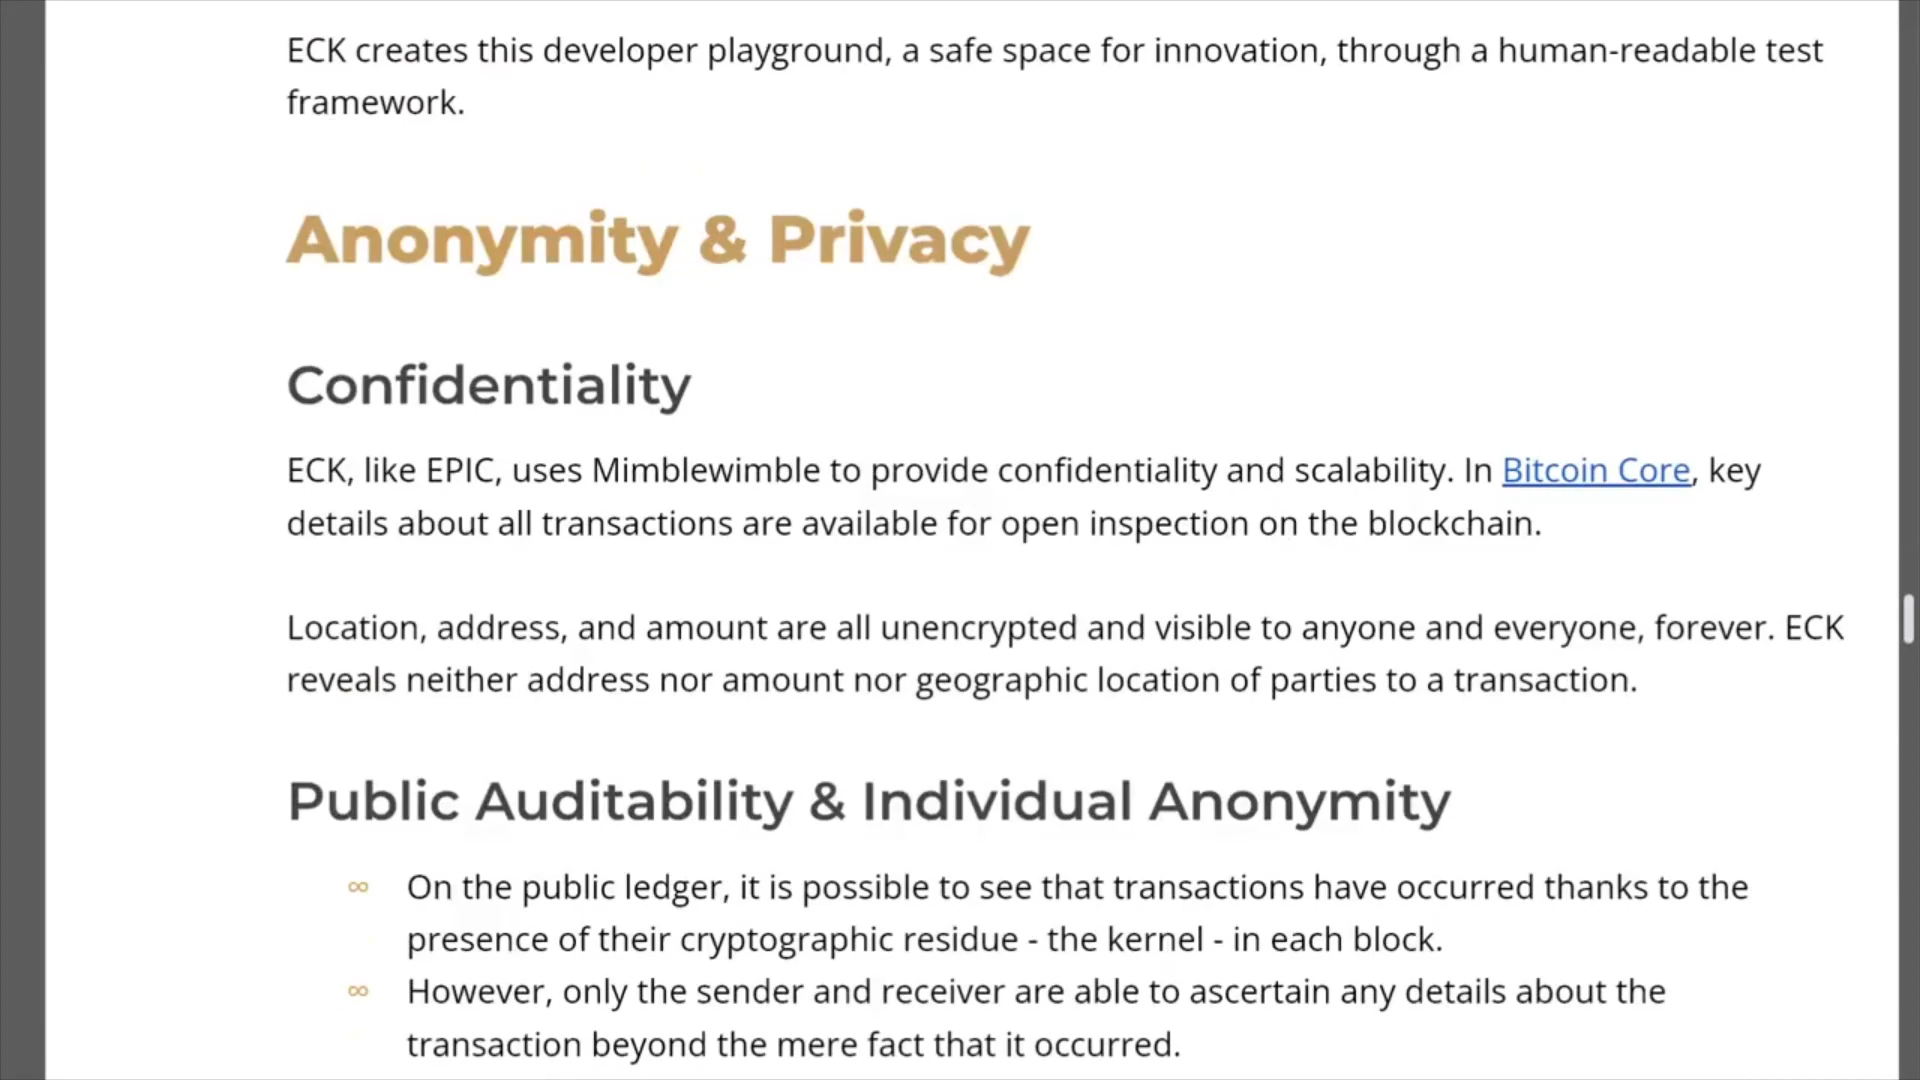 ECK creates this developer playground, a safe space for innovation, through a human-readable test
framework.
Anonymity & Privacy
Confidentiality
ECK, like EPIC, uses Mimblewimble to provide confidentiality and scalability. In Bitcoin Core, key
details about all transactions are available for open inspection on the blockchain.
Location, address, and amount are all unencrypted and visible to anyone and everyone, forever. ECK
reveals neither address nor amount nor geographic location of parties to a transaction.
Public Auditability & Individual Anonymity
∞ On the public ledger, it is possible to see that transactions have occurred thanks to the
presence of their cryptographic residue - the kernel - in each block.
∞ However, only the sender and receiver are able to ascertain any details about the
transaction beyond the mere fact that it occurred.